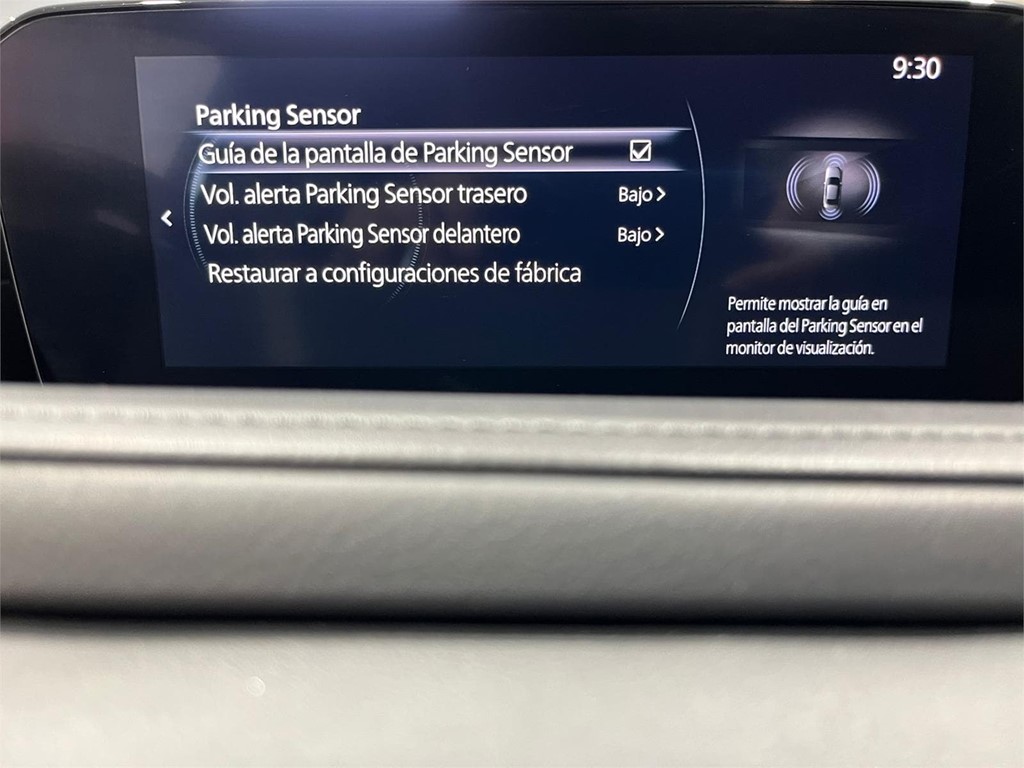 9:30
Parking Sensor
Guía de la pantalla de Parking Sensor
Vol. alerta Parking Sensor trasero Bajo >
Vol. alerta Parking Sensor delantero Bajo >
Restaurar a configuraciones de fábrica
Permite mostrar la guía en
pantalla del Parking Sensor en el
monitor de visualización.